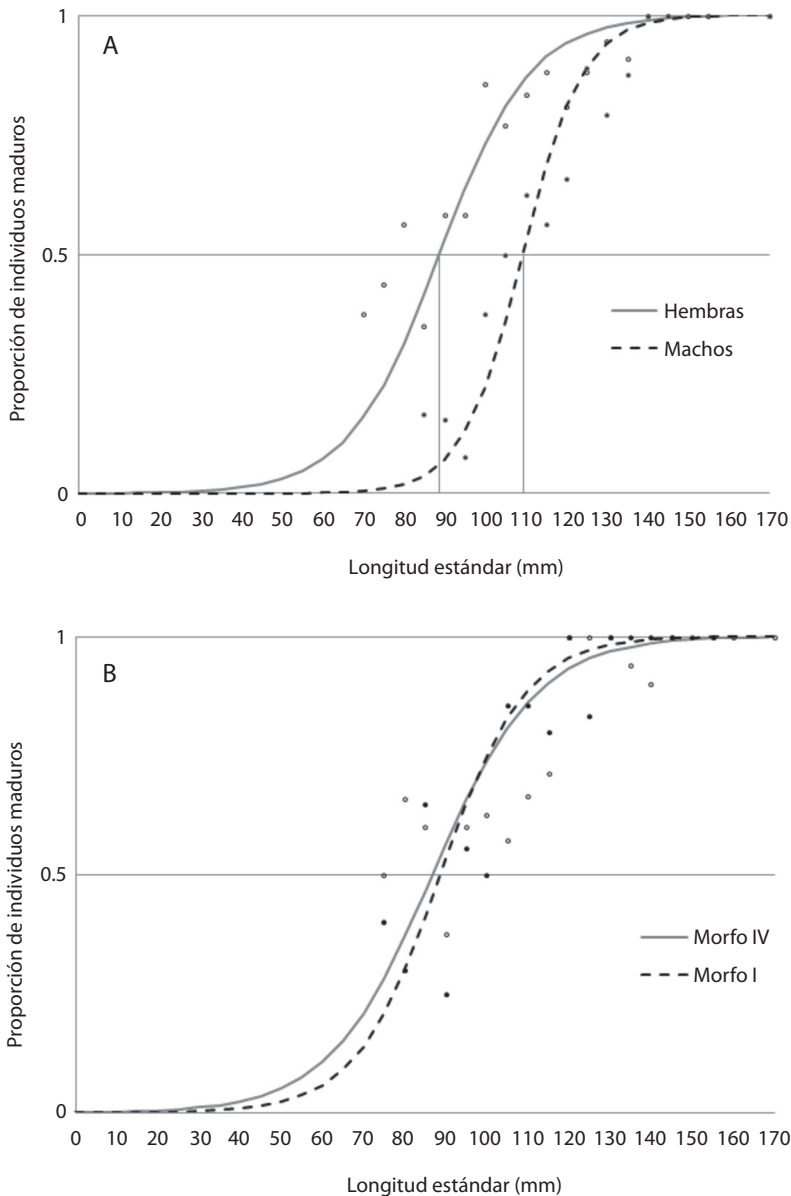 1
A
Proporción de individuos maduros
0.5
Hembras
Machos
0
0 10 20 30 40 50 60 70 80 90 100 110 120 130 140 150 160 170
Longitud estándar (mm)
1
B
Proporción de individuos maduros
0.5
Morfo IV
Morfo I
0
0 10 20 30 40 50 60 70 80 90 100 110 120 130 140 150 160 170
Longitud estándar (mm)